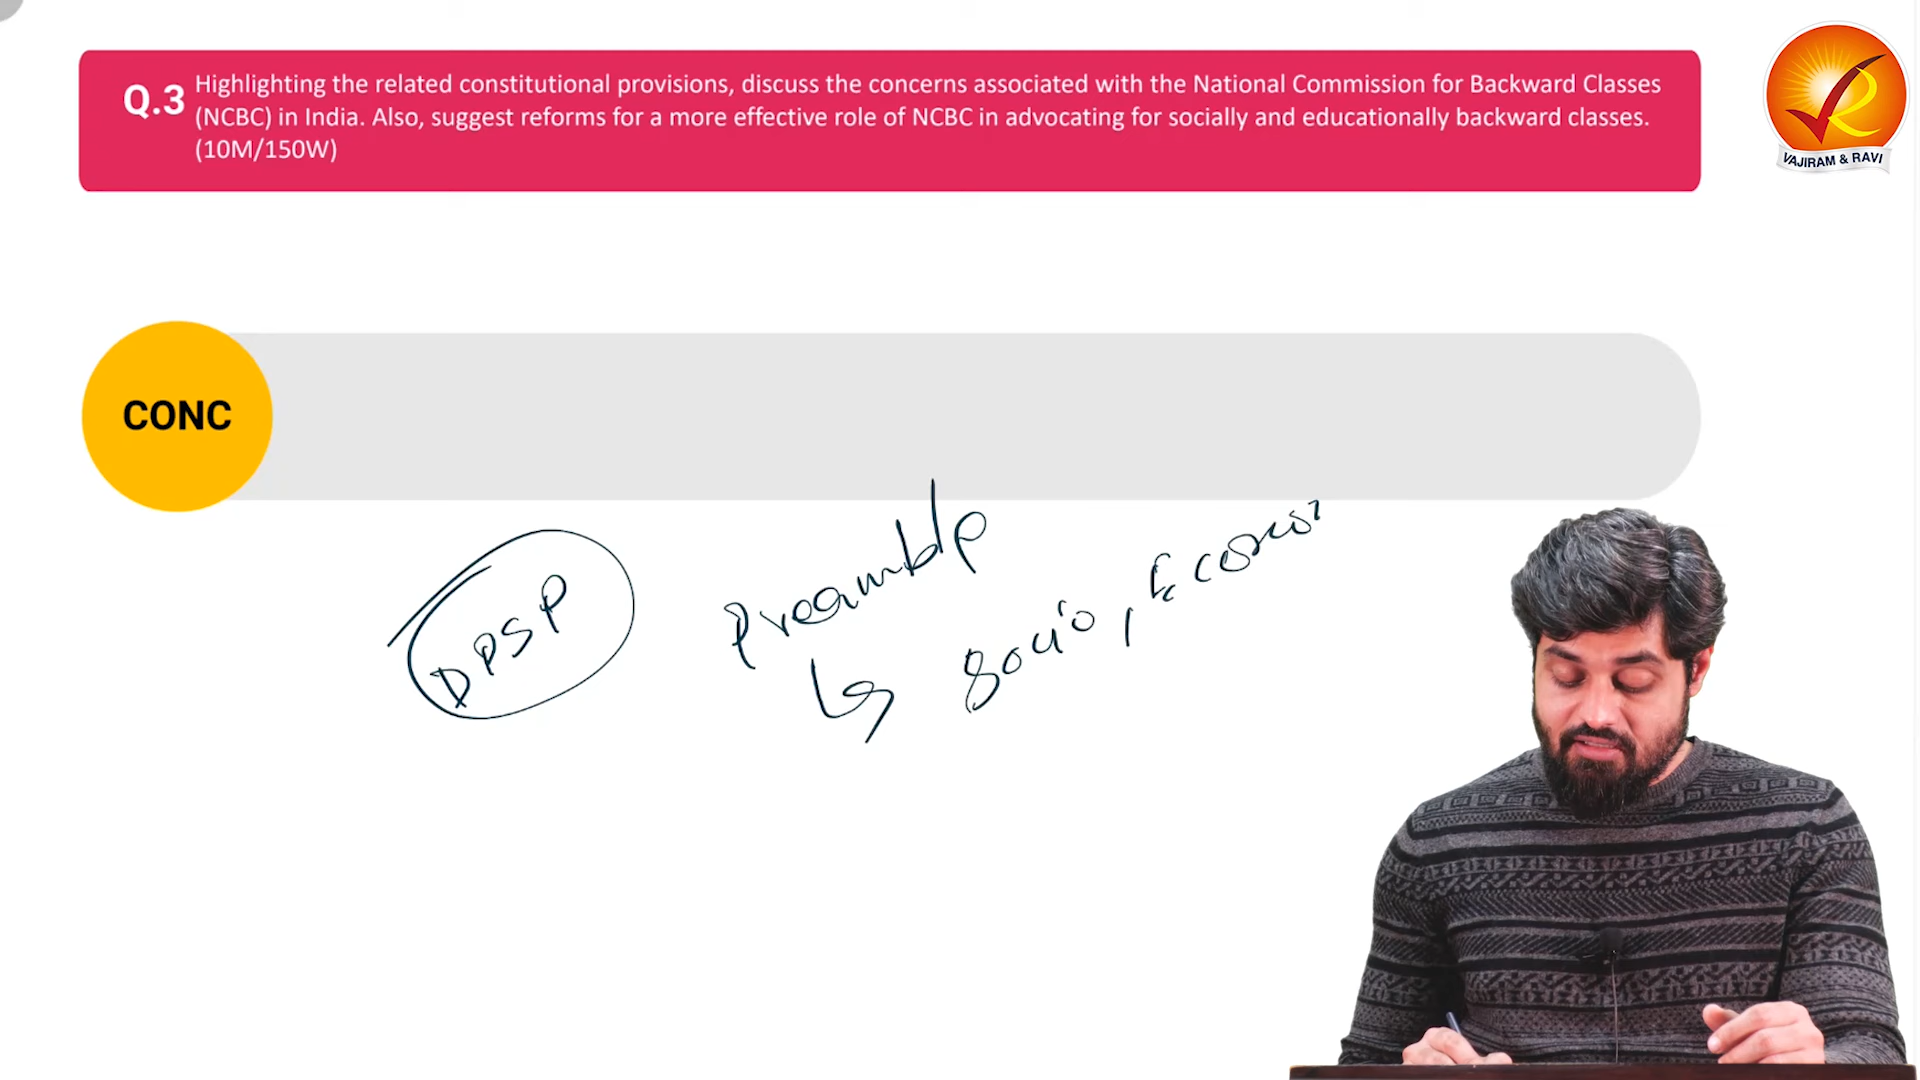 Q.3 Highlighting the related constitutional provisions, discuss the concerns associated with the National Commission for Backward Classes
(NCBC) in India. Also, suggest reforms for a more effective role of NCBC in advocating for socially and educationally backward classes.
(10M/150W)
VAJIRAM & RAVI
CONC
DPSP
Preamble
Socio,